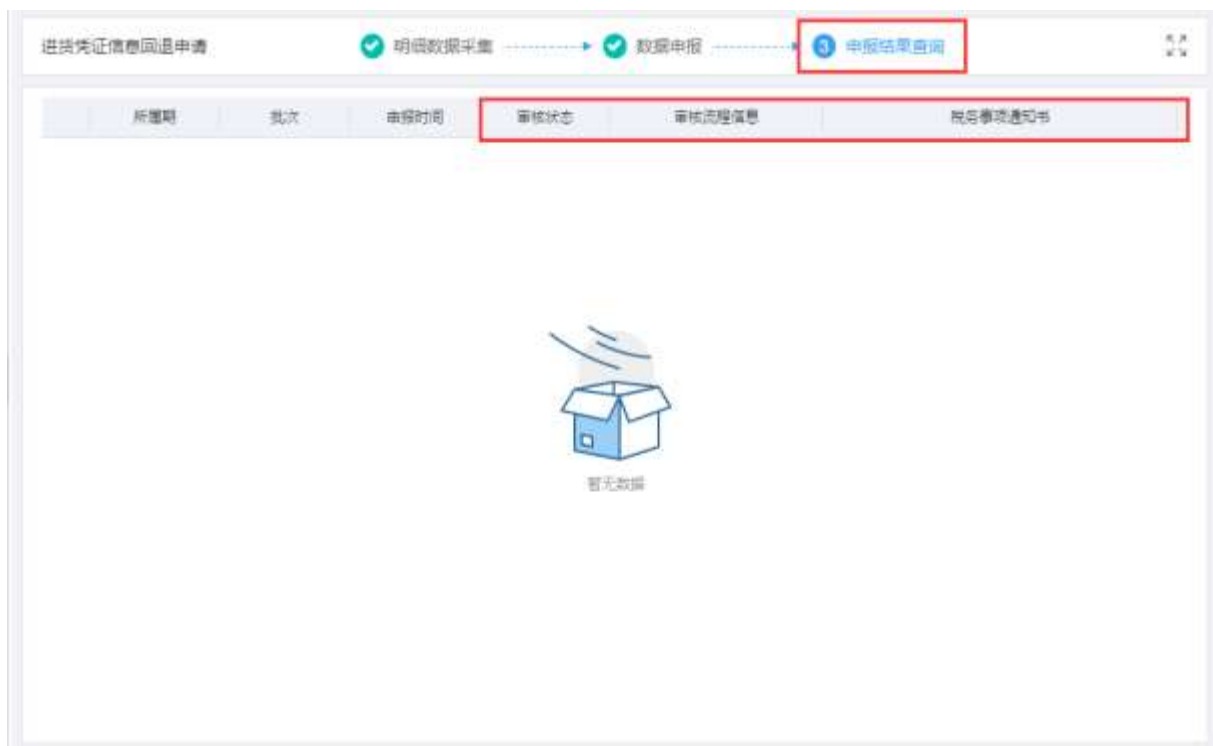 进货凭证信息回退申请 明细数据采集 数据申报 3 申报结果查询
所属期 批次 申报时间 审核状态 审核流程信息 税务事项通知书
暂无数据